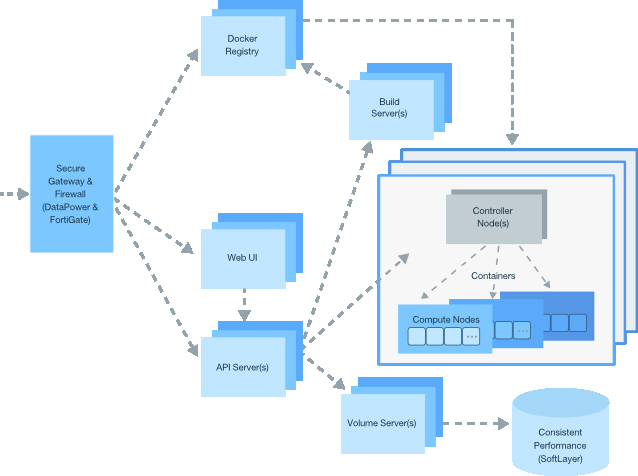 Docker
Registry
Build
Server(s)
Secure
Gateway &
Firewall
(DataPower &
FortiGate)
Controller
Node(s)
Web UI
Containers
Compute Nodes
API Server(s)
Volume Server(s)
Consistent
Performance
(SoftLayer)